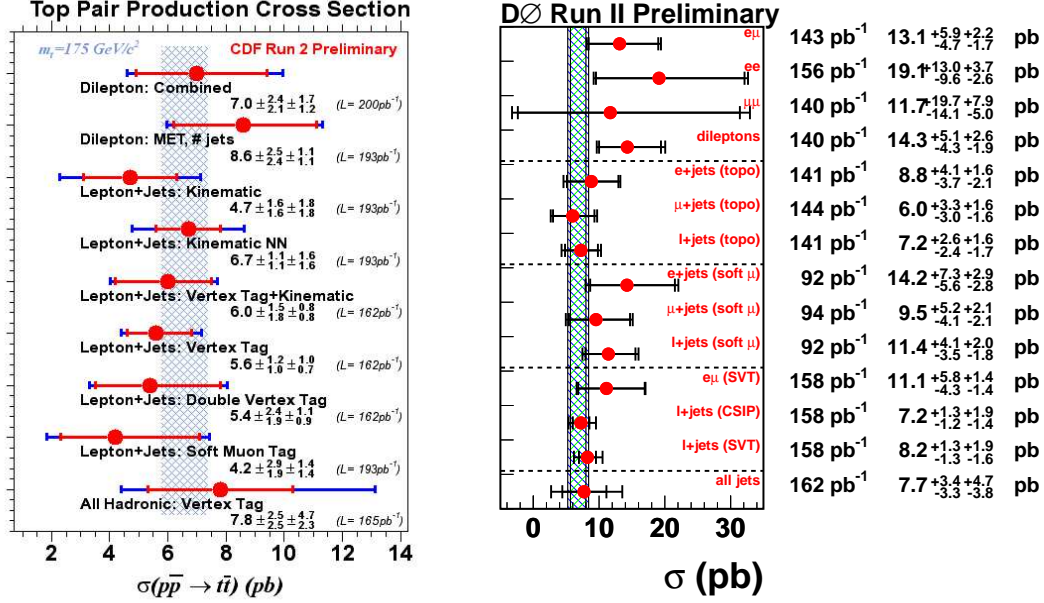 Top Pair Production Cross Section
m_t=175 GeV/c²
CDF Run 2 Preliminary
Dilepton: Combined
7.0 ± 2.4 2.1 ± 1.7 1.2 (L= 200pb⁻¹)
Dilepton: MET, # jets
8.6 ± 2.5 2.4 ± 1.1 1.1 (L= 193pb⁻¹)
Lepton+Jets: Kinematic
4.7 ± 1.6 1.6 ± 1.8 1.8 (L= 193pb⁻¹)
Lepton+Jets: Kinematic NN
6.7 ± 1.1 1.1 ± 1.6 1.6 (L= 193pb⁻¹)
Lepton+Jets: Vertex Tag+Kinematic
6.0 ± 1.5 1.8 ± 0.8 0.8 (L= 162pb⁻¹)
Lepton+Jets: Vertex Tag
5.6 ± 1.2 1.0 ± 1.0 0.7 (L= 162pb⁻¹)
Lepton+Jets: Double Vertex Tag
5.4 ± 2.4 1.9 ± 1.1 0.9 (L= 162pb⁻¹)
Lepton+Jets: Soft Muon Tag
4.2 ± 2.9 1.9 ± 1.4 1.4 (L= 193pb⁻¹)
All Hadronic: Vertex Tag
7.8 ± 2.5 2.5 ± 4.7 2.3 (L= 165pb⁻¹)
2 4 6 8 10 12 14
σ(pp̅ → tt̅) (pb)
DØ Run II Preliminary
eμ 143 pb⁻¹ 13.1 +5.9 -4.7 +2.2 -1.7 pb
ee 156 pb⁻¹ 19.1 +13.0 -9.6 +3.7 -2.6 pb
μμ 140 pb⁻¹ 11.7 +19.7 -14.1 +7.9 -5.0 pb
dileptons 140 pb⁻¹ 14.3 +5.1 -4.3 +2.6 -1.9 pb
e+jets (topo) 141 pb⁻¹ 8.8 +4.1 -3.7 +1.6 -2.1 pb
μ+jets (topo) 144 pb⁻¹ 6.0 +3.3 -3.0 +1.6 -1.6 pb
l+jets (topo) 141 pb⁻¹ 7.2 +2.6 -2.4 +1.6 -1.7 pb
e+jets (soft μ) 92 pb⁻¹ 14.2 +7.3 -5.6 +2.9 -2.8 pb
μ+jets (soft μ) 94 pb⁻¹ 9.5 +5.2 -4.1 +2.1 -2.1 pb
l+jets (soft μ) 92 pb⁻¹ 11.4 +4.1 -3.5 +2.0 -1.8 pb
eμ (SVT) 158 pb⁻¹ 11.1 +5.8 -4.3 +1.4 -1.4 pb
l+jets (CSIP) 158 pb⁻¹ 7.2 +1.3 -1.2 +1.9 -1.4 pb
l+jets (SVT) 158 pb⁻¹ 8.2 +1.3 -1.3 +1.9 -1.6 pb
all jets 162 pb⁻¹ 7.7 +3.4 -3.3 +4.7 -3.8 pb
0 10 20 30
σ (pb)